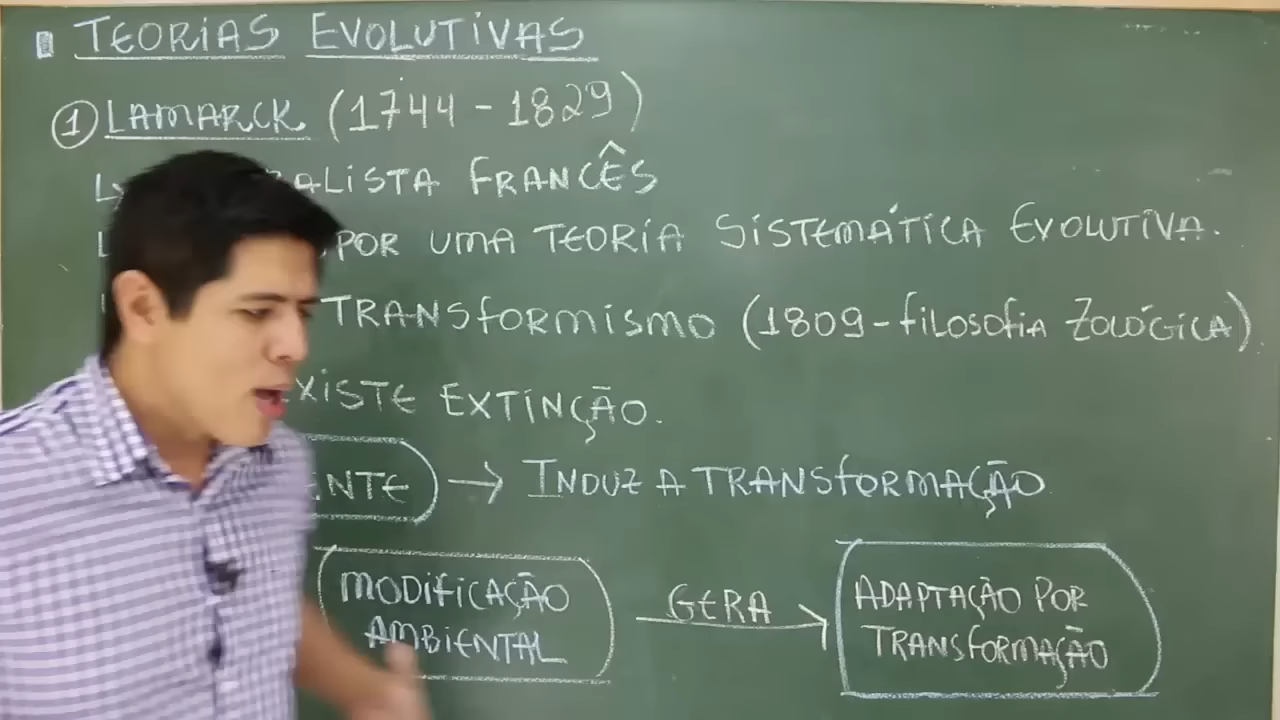 TEORIAS EVOLUTIVAS
① LAMARCK (1744 - 1829)
ALISTA FRANCÊS
POR UMA TEORIA SISTEMÁTICA EVOLUTIVA.
TRANSFORMISMO (1809 - FILOSOFIA ZOLÓGICA)
XISTE EXTINÇÃO.
ENTE → INDUZ A TRANSFORMAÇÃO
MODIFICAÇÃO AMBIENTAL GERA → ADAPTAÇÃO POR TRANSFORMAÇÃO